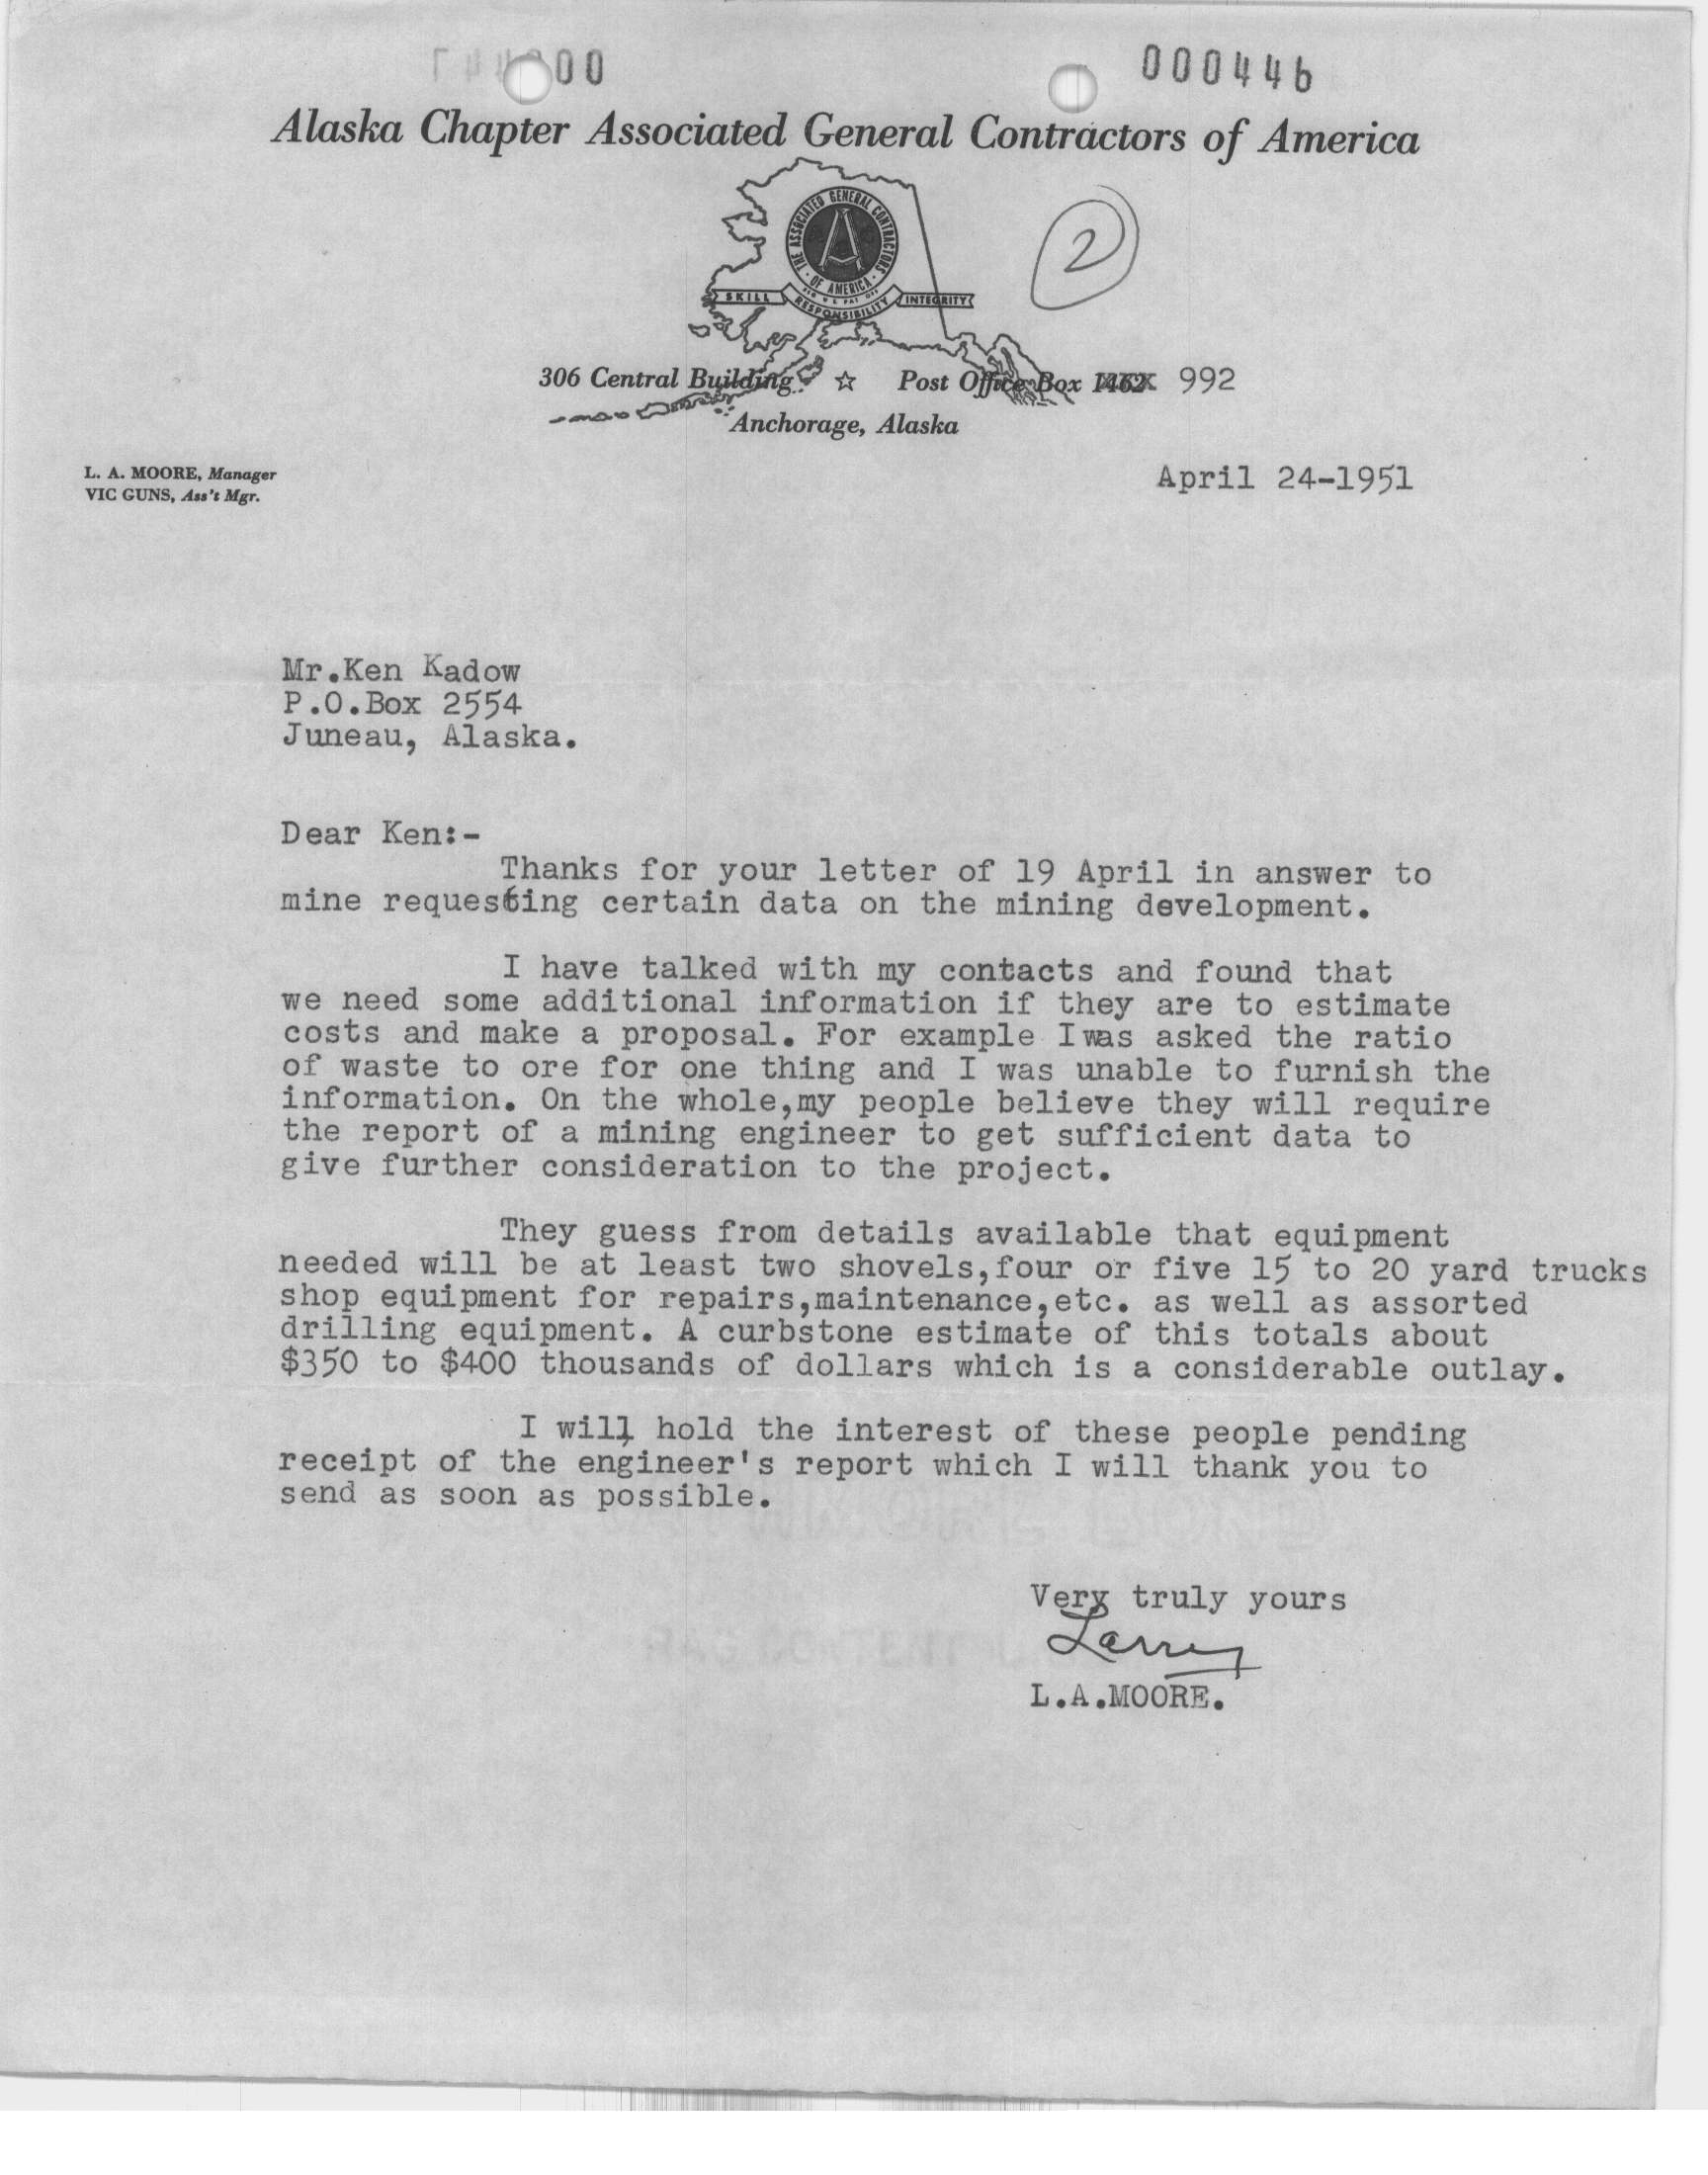 000446
Alaska Chapter Associated General Contractors of America
2
THE ASSOCIATED GENERAL CONTRACTORS
OF AMERICA
SKILL RESPONSIBILITY INTEGRITY
306 Central Building ☆ Post Office Box 1462 992
Anchorage, Alaska
L. A. MOORE, Manager
VIC GUNS, Ass't Mgr.
April 24-1951
Mr.Ken Kadow
P.O.Box 2554
Juneau, Alaska.
Dear Ken:-
Thanks for your letter of 19 April in answer to
mine requesting certain data on the mining development.
I have talked with my contacts and found that
we need some additional information if they are to estimate
costs and make a proposal. For example I was asked the ratio
of waste to ore for one thing and I was unable to furnish the
information. On the whole,my people believe they will require
the report of a mining engineer to get sufficient data to
give further consideration to the project.
They guess from details available that equipment
needed will be at least two shovels,four or five 15 to 20 yard trucks
shop equipment for repairs,maintenance,etc. as well as assorted
drilling equipment. A curbstone estimate of this totals about
$350 to $400 thousands of dollars which is a considerable outlay.
I will hold the interest of these people pending
receipt of the engineer's report which I will thank you to
send as soon as possible.
Very truly yours
Larry
L.A.MOORE.